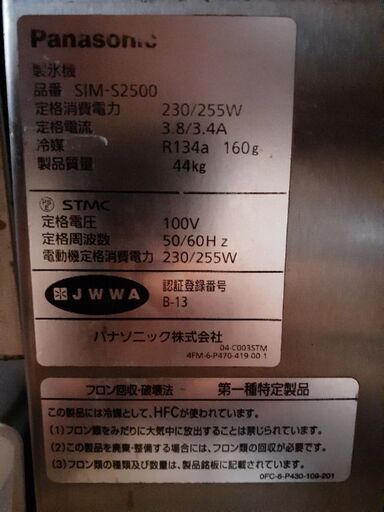 Panasonic
製氷機
品番 SIM-S2500
定格消費電力 230/255W
定格電流 3.8/3.4A
冷媒 R134a 160g
製品質量 44kg
STMC
定格電圧 100V
定格周波数 50/60Hz
電動機定格消費電力 230/255W
JWWA 認証登録番号
B-13
パナソニック株式会社
04-C003STM
4FM-6-P470-419-00-1
フロン回収・破壊法 第一種特定製品
この製品には冷媒として、HFCが使われています。
(1)フロン類をみだりに大気中に放出することは禁じられています。
(2)この製品を廃棄・整備する場合には、フロン類の回収が必要です。
(3)フロン類の種類及び数量は、製品銘板に記載されています。
0FC-6-P430-109-201